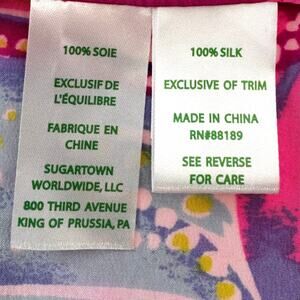 100% SOIE
EXCLUSIF DE
L'ÉQUILIBRE
FABRIQUE EN
CHINE
SUGARTOWN
WORLDWIDE, LLC
800 THIRD AVENUE
KING OF PRUSSIA, PA
100% SILK
EXCLUSIVE OF TRIM
MADE IN CHINA
RN#88189
SEE REVERSE
FOR CARE